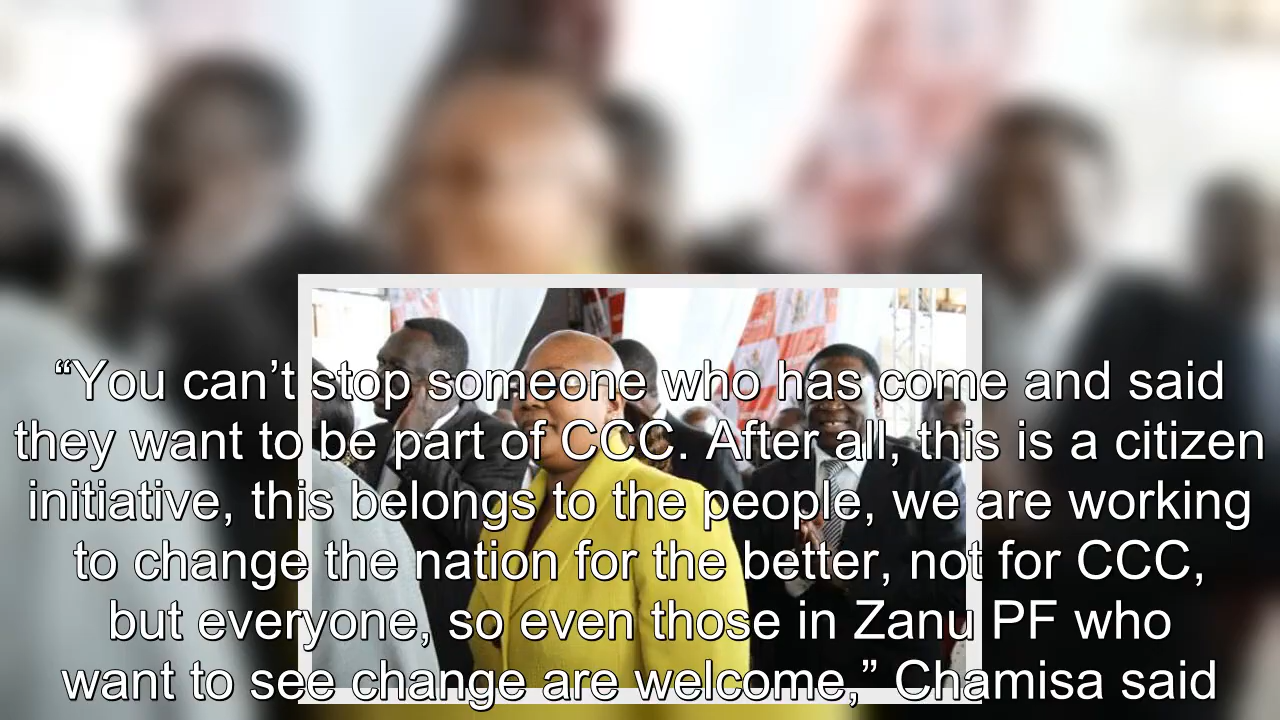 “You can’t stop someone who has come and said
they want to be part of CCC. After all, this is a citizen
initiative, this belongs to the people, we are working
to change the nation for the better, not for CCC,
but everyone, so even those in Zanu PF who
want to see change are welcome,” Chamisa said